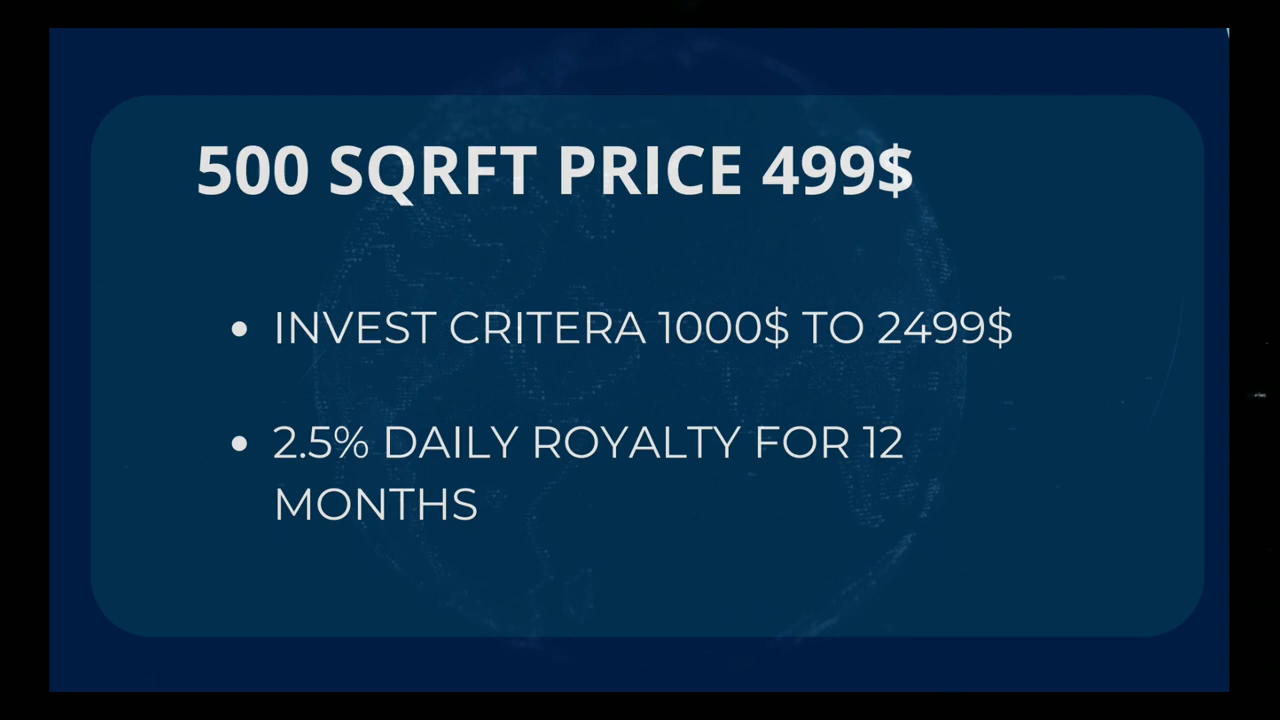 500 SQRFT PRICE 499$
• INVEST CRITERA 1000$ TO 2499$
• 2.5% DAILY ROYALTY FOR 12
MONTHS